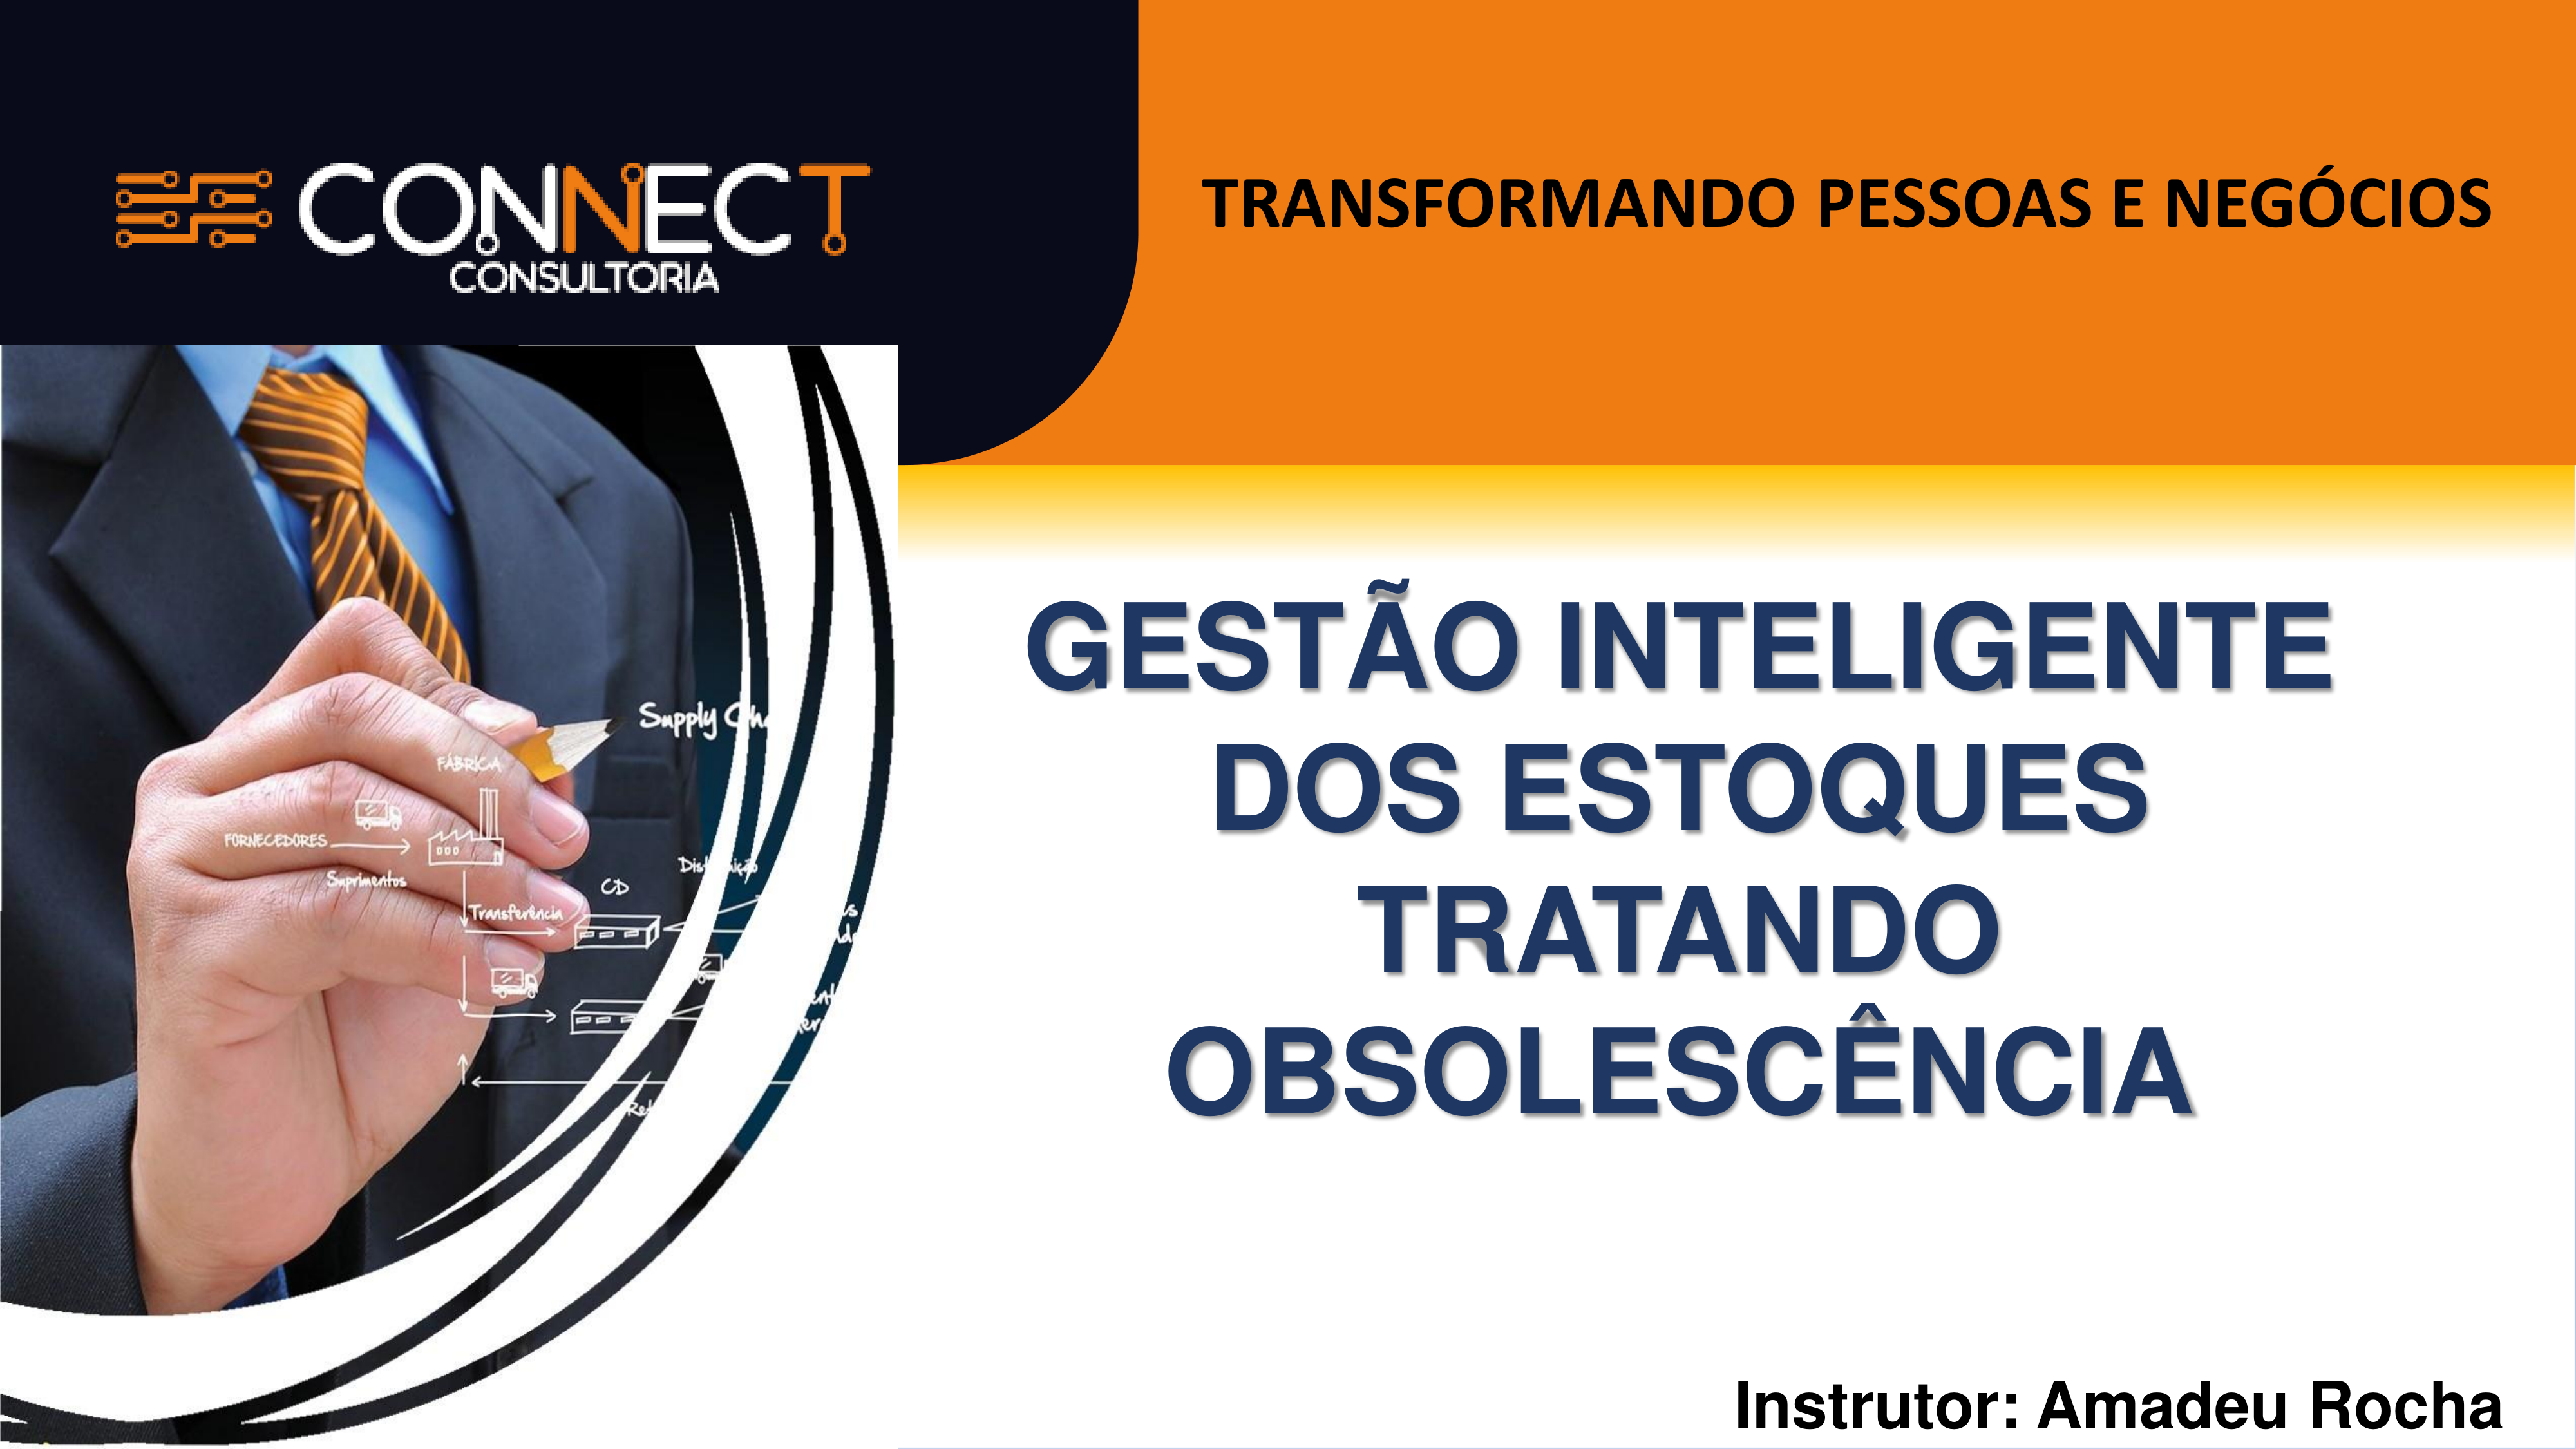 CONNECT
CONSULTORIA
TRANSFORMANDO PESSOAS E NEGÓCIOS
GESTÃO INTELIGENTE
DOS ESTOQUES
TRATANDO
OBSOLESCÊNCIA
Supply
FÁBRICA
FORNECEDORES
Suprimentos
CD
Transferência
Instrutor: Amadeu Rocha